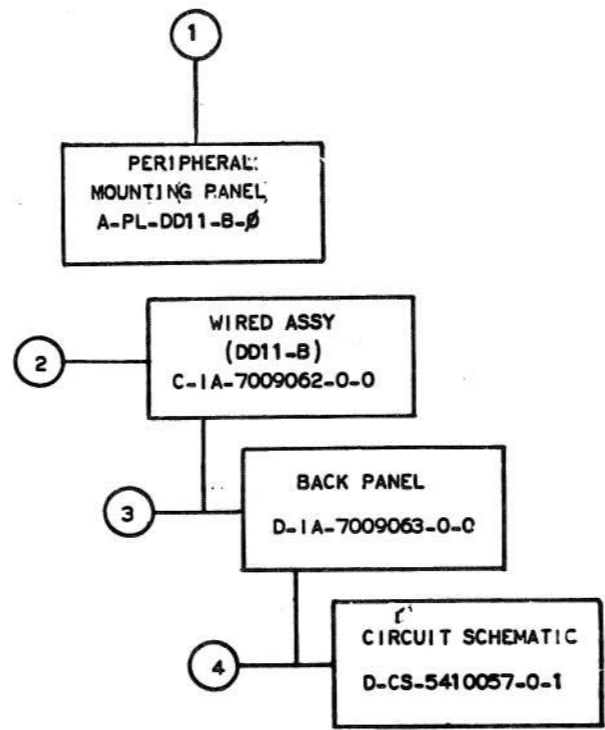 1
PERIPHERAL
MOUNTING PANEL
A-PL-DD11-B-Ø
2
WIRED ASSY
(DD11-B)
C-IA-7009062-0-0
3
BACK PANEL
D-IA-7009063-0-0
4
CIRCUIT SCHEMATIC
D-CS-5410057-0-1